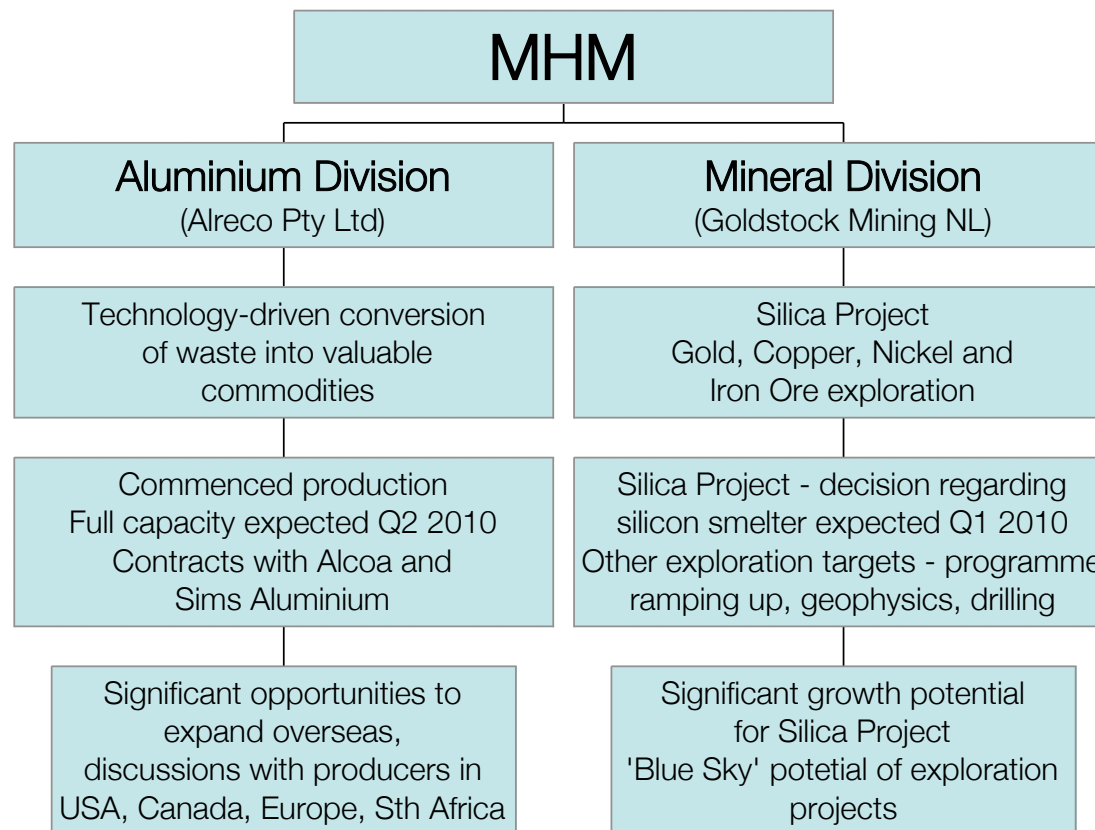 MHM
Aluminium Division
(Alreco Pty Ltd)
Technology-driven conversion
of waste into valuable
commodities
Commenced production
Full capacity expected Q2 2010
Contracts with Alcoa and
Sims Aluminium
Significant opportunities to
expand overseas,
discussions with producers in
USA, Canada, Europe, Sth Africa
Mineral Division
(Goldstock Mining NL)
Silica Project
Gold, Copper, Nickel and
Iron Ore exploration
Silica Project - decision regarding
silicon smelter expected Q1 2010
Other exploration targets - programme
ramping up, geophysics, drilling
Significant growth potential
for Silica Project
'Blue Sky' potetial of exploration
projects